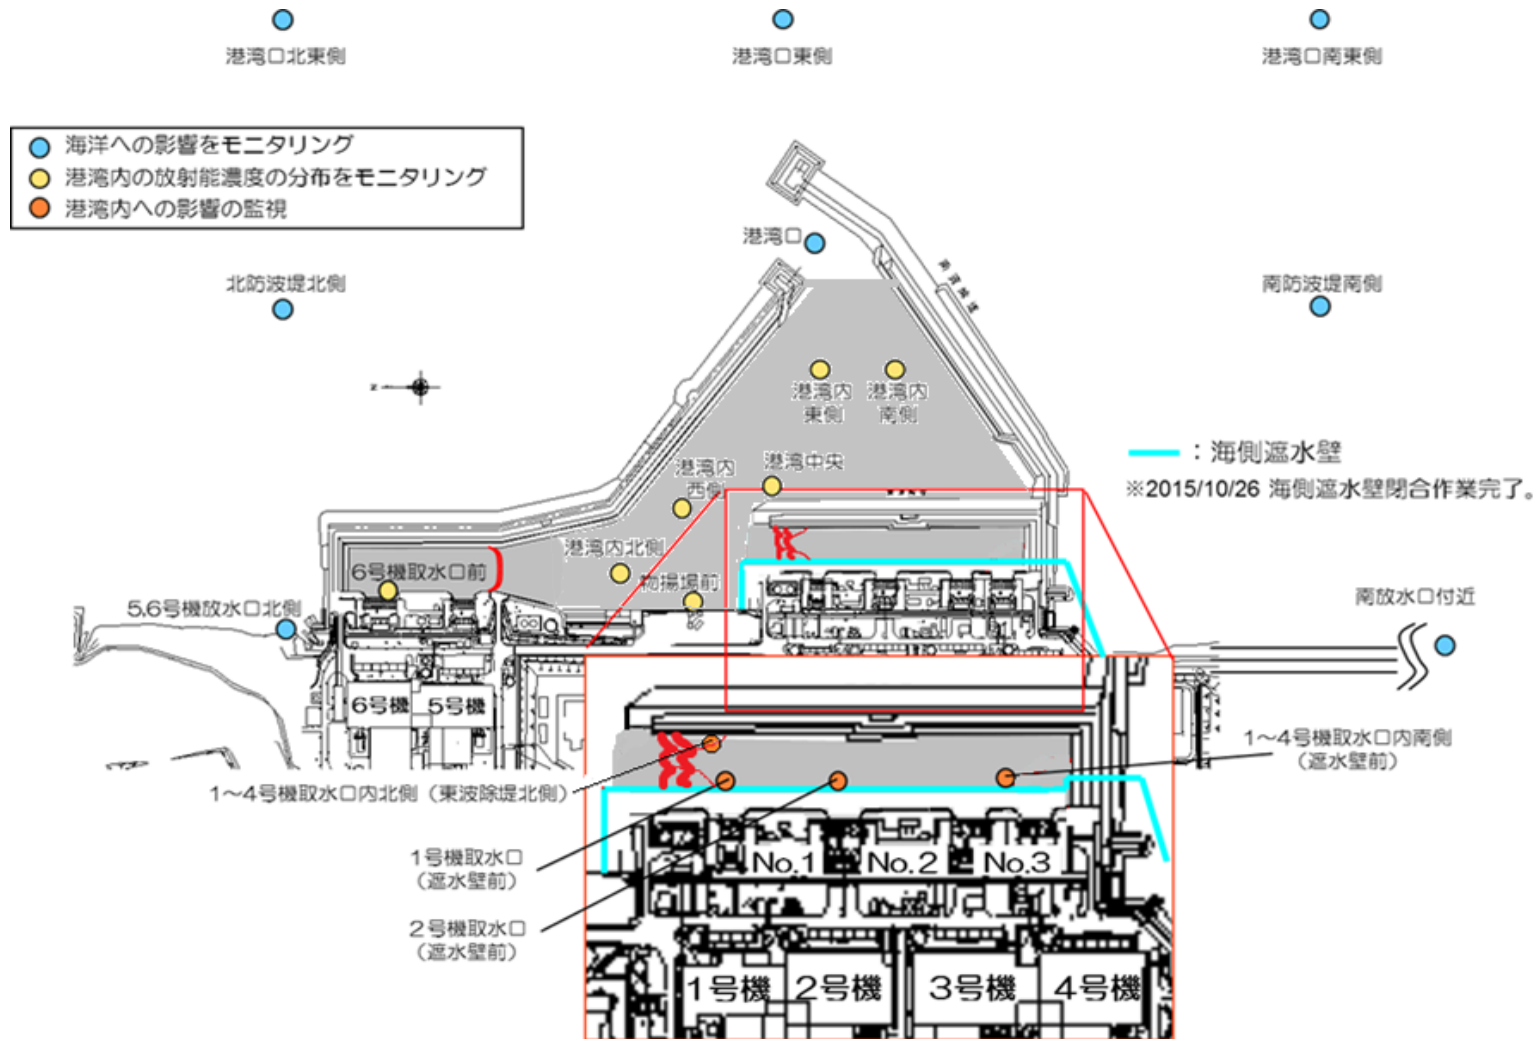 港湾口北東側
港湾口東側
港湾口南東側
海洋への影響をモニタリング
港湾内の放射能濃度の分布をモニタリング
港湾内への影響の監視
港湾口
北防波堤北側
南防波堤南側
港湾内
東側
港湾内
南側
：海側遮水壁
※2015/10/26 海側遮水壁閉合作業完了。
港湾内
西側
港湾中央
港湾内北側
6号機取水口前
物揚場前
5,6号機放水口北側
南放水口付近
6号機
5号機
1～4号機取水口内南側
（遮水壁前）
1～4号機取水口内北側（東波除堤北側）
1号機取水口
（遮水壁前）
No.1
No.2
No.3
2号機取水口
（遮水壁前）
1号機
2号機
3号機
4号機